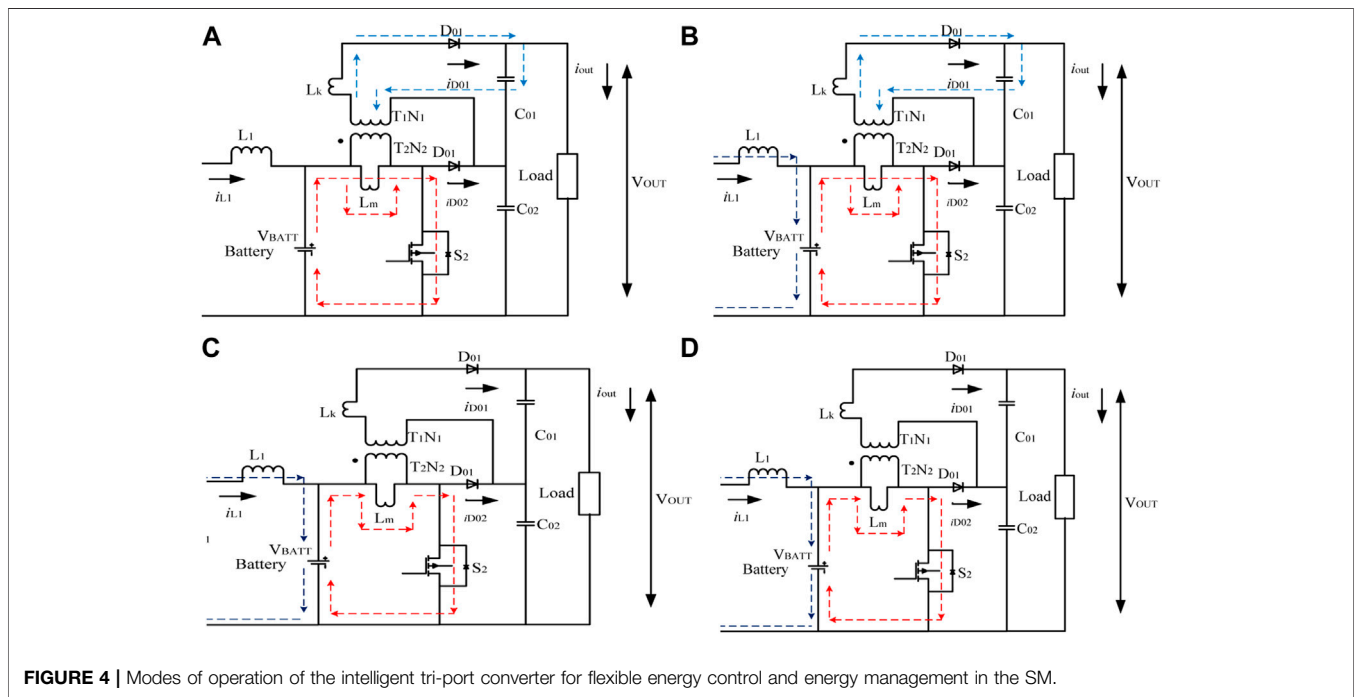 A
D01
iout
Lk
iD01
C01
T1N1
L1
T2N2
D01
Load
VOUT
iL1
Lm
iD02
C02
VBATT
Battery
S2
B
D01
iout
Lk
iD01
C01
T1N1
L1
T2N2
D01
Load
VOUT
iL1
Lm
iD02
C02
VBATT
Battery
S2
C
D01
iout
Lk
iD01
C01
T1N1
L1
T2N2
D01
Load
VOUT
iL1
Lm
iD02
C02
VBATT
Battery
S2
D
D01
iout
Lk
iD01
C01
T1N1
L1
T2N2
D01
Load
VOUT
iL1
Lm
iD02
C02
VBATT
Battery
S2
FIGURE 4 | Modes of operation of the intelligent tri-port converter for flexible energy control and energy management in the SM.